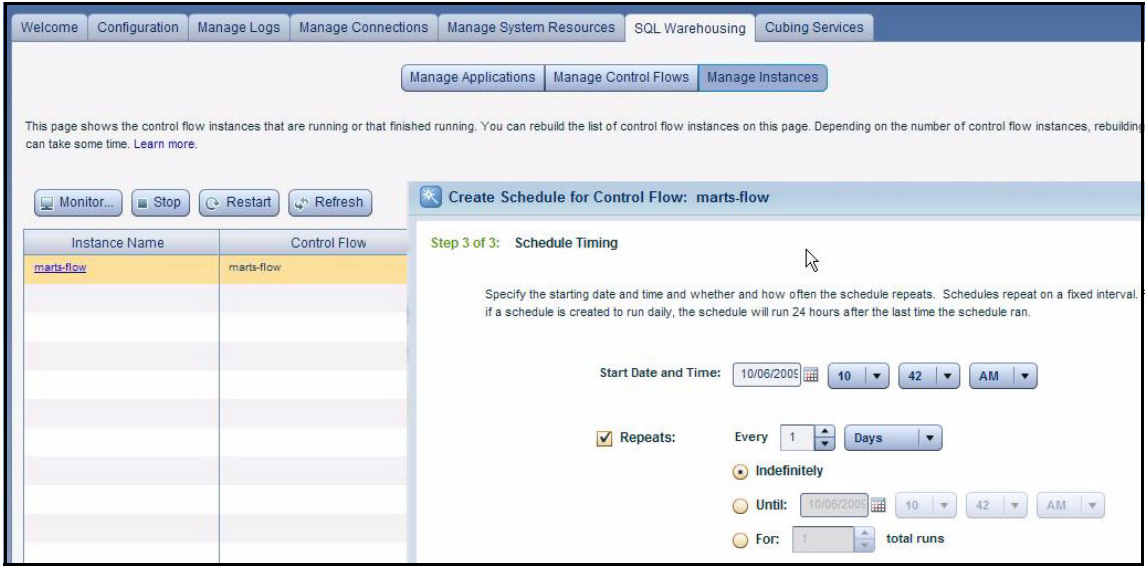 Welcome Configuration Manage Logs Manage Connections Manage System Resources SQL Warehousing Cubing Services
Manage Applications Manage Control Flows Manage Instances
This page shows the control flow instances that are running or that finished running. You can rebuild the list of control flow instances on this page. Depending on the number of control flow instances, rebuilding
can take some time. Learn more.
Monitor... Stop Restart Refresh
Instance Name Control Flow
marts-flow marts-flow
Create Schedule for Control Flow: marts-flow
Step 3 of 3: Schedule Timing
Specify the starting date and time and whether and how often the schedule repeats. Schedules repeat on a fixed interval.
if a schedule is created to run daily, the schedule will run 24 hours after the last time the schedule ran.
Start Date and Time: 10/06/2009 10 42 AM
Repeats: Every 1 Days
Indefinitely
Until: 10/06/2009 10 42 AM
For: 1 total runs